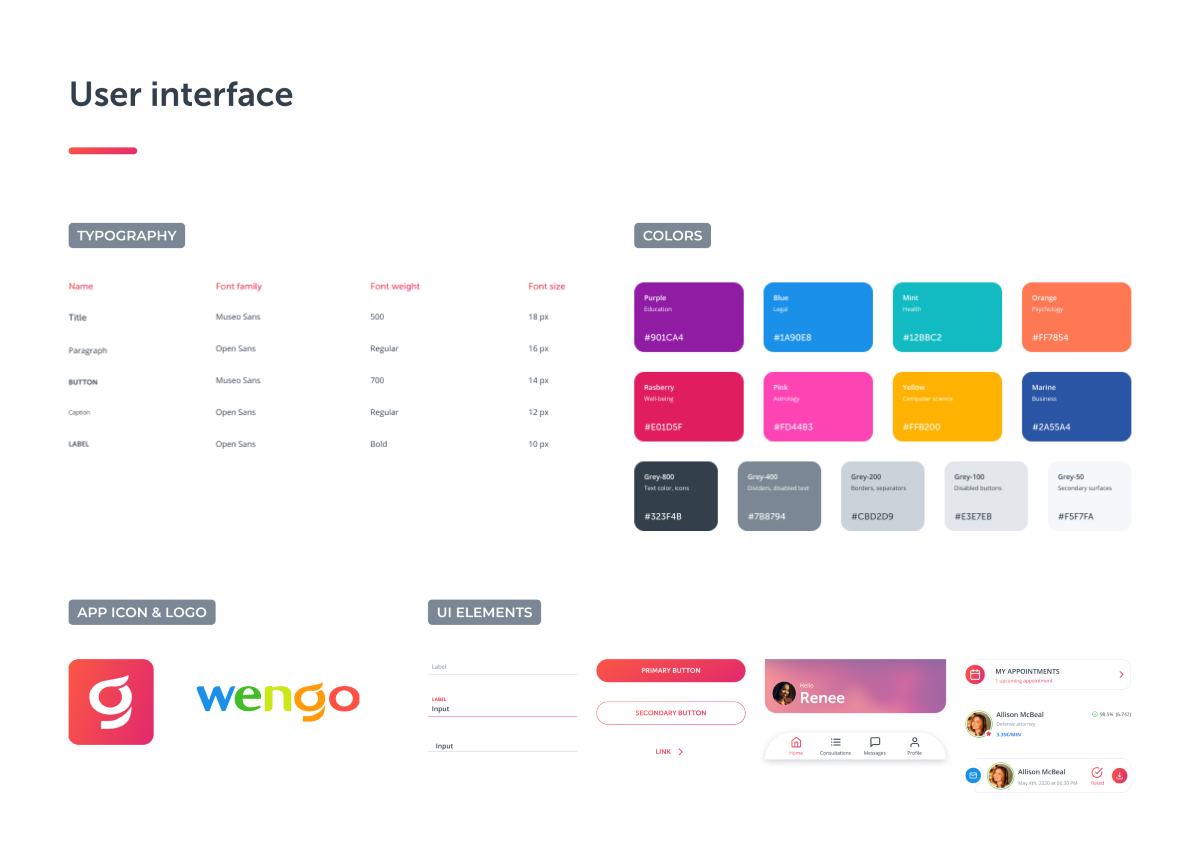 User interface
TYPOGRAPHY
Name Font family Font weight Font size
Title Museo Sans 500 18 px
Paragraph Open Sans Regular 16 px
BUTTON Museo Sans 700 14 px
Caption Open Sans Regular 12 px
LABEL Open Sans Bold 10 px
COLORS
Purple
Education
#901CA4
Blue
Legal
#1A90E8
Mint
Health
#12BBC2
Orange
Psychology
#FF7854
Rasberry
Well-being
#E01D5F
Pink
Astrology
#FD44B3
Yellow
Computer science
#FFB200
Marine
Business
#2A55A4
Grey-800
Text color, icons
#323F4B
Grey-400
Dividers, disabled text
#7B8794
Grey-200
Borders, separators
#CBD2D9
Grey-100
Disabled buttons
#E3E7EB
Grey-50
Secondary surfaces
#F5F7FA
APP ICON & LOGO
g
wengo
UI ELEMENTS
Label
LABEL
Input
Input
PRIMARY BUTTON
SECONDARY BUTTON
LINK
Hello
Renee
Home Consultations Messages Profile
MY APPOINTMENTS
1 upcoming appointment
Allison McBeal 98.5% (6.742)
Defense attorney
3.35€/MIN
Allison McBeal
May 4th, 2020 at 06:30 PM
Rated